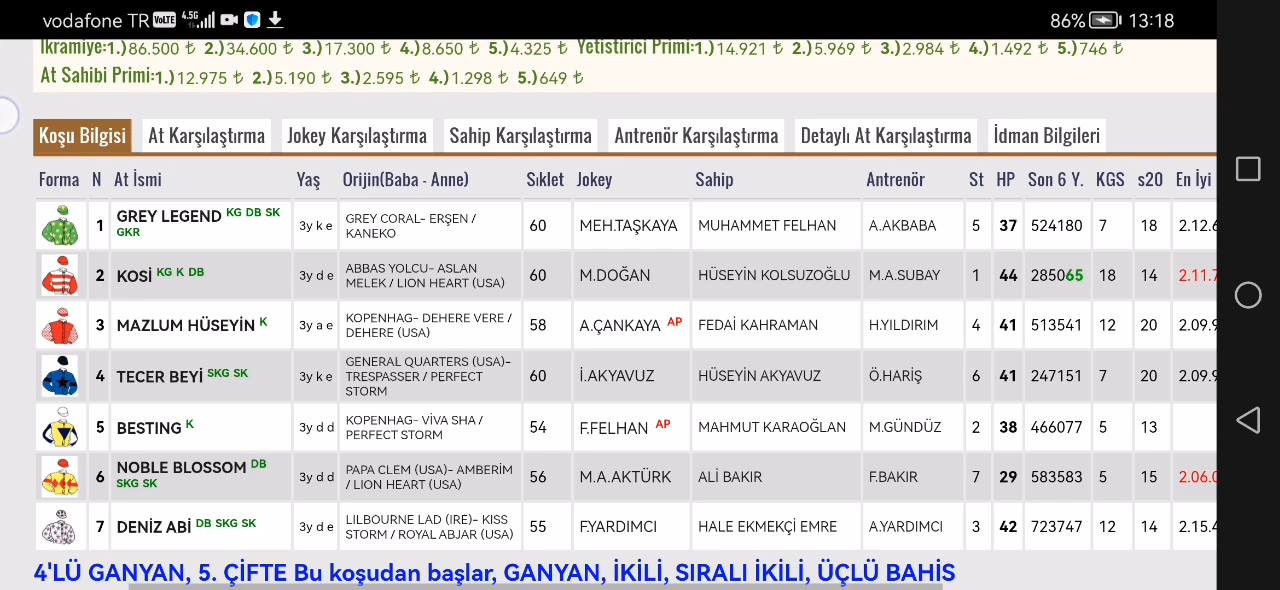 vodafone TR VoLTE 4.5G 86% 13:18
İkramiye:1.)86.500 ₺ 2.)34.600 ₺ 3.)17.300 ₺ 4.)8.650 ₺ 5.)4.325 ₺ Yetiştirici Primi:1.)14.921 ₺ 2.)5.969 ₺ 3.)2.984 ₺ 4.)1.492 ₺ 5.)746 ₺
At Sahibi Primi:1.)12.975 ₺ 2.)5.190 ₺ 3.)2.595 ₺ 4.)1.298 ₺ 5.)649 ₺
Koşu Bilgisi At Karşılaştırma Jokey Karşılaştırma Sahip Karşılaştırma Antrenör Karşılaştırma Detaylı At Karşılaştırma İdman Bilgileri
Forma N At İsmi Yaş Orijin(Baba - Anne) Sıklet Jokey Sahip Antrenör St HP Son 6 Y. KGS s20 En İyi
1 GREY LEGEND KG DB SK GKR 3y k e GREY CORAL- ERŞEN / KANEKO 60 MEH.TAŞKAYA MUHAMMET FELHAN A.AKBABA 5 37 524180 7 18 2.12.6
2 KOSİ KG K DB 3y d e ABBAS YOLCU- ASLAN MELEK / LION HEART (USA) 60 M.DOĞAN HÜSEYİN KOLSUZOĞLU M.A.SUBAY 1 44 285065 18 14 2.11.7
3 MAZLUM HÜSEYİN K 3y a e KOPENHAG- DEHERE VERE / DEHERE (USA) 58 A.ÇANKAYA AP FEDAİ KAHRAMAN H.YILDIRIM 4 41 513541 12 20 2.09.9
4 TECER BEYİ SKG SK 3y k e GENERAL QUARTERS (USA)- TRESPASSER / PERFECT STORM 60 İ.AKYAVUZ HÜSEYİN AKYAVUZ Ö.HARİŞ 6 41 247151 7 20 2.09.9
5 BESTING K 3y d d KOPENHAG- VİVA SHA / PERFECT STORM 54 F.FELHAN AP MAHMUT KARAOĞLAN M.GÜNDÜZ 2 38 466077 5 13
6 NOBLE BLOSSOM DB SKG SK 3y d d PAPA CLEM (USA)- AMBERİM / LION HEART (USA) 56 M.A.AKTÜRK ALİ BAKIR F.BAKIR 7 29 583583 5 15 2.06.0
7 DENİZ ABİ DB SKG SK 3y d e LILBOURNE LAD (IRE)- KISS STORM / ROYAL ABJAR (USA) 55 F.YARDIMCI HALE EKMEKÇİ EMRE A.YARDIMCI 3 42 723747 12 14 2.15.4
4'LÜ GANYAN, 5. ÇİFTE Bu koşudan başlar, GANYAN, İKİLİ, SIRALI İKİLİ, ÜÇLÜ BAHİS